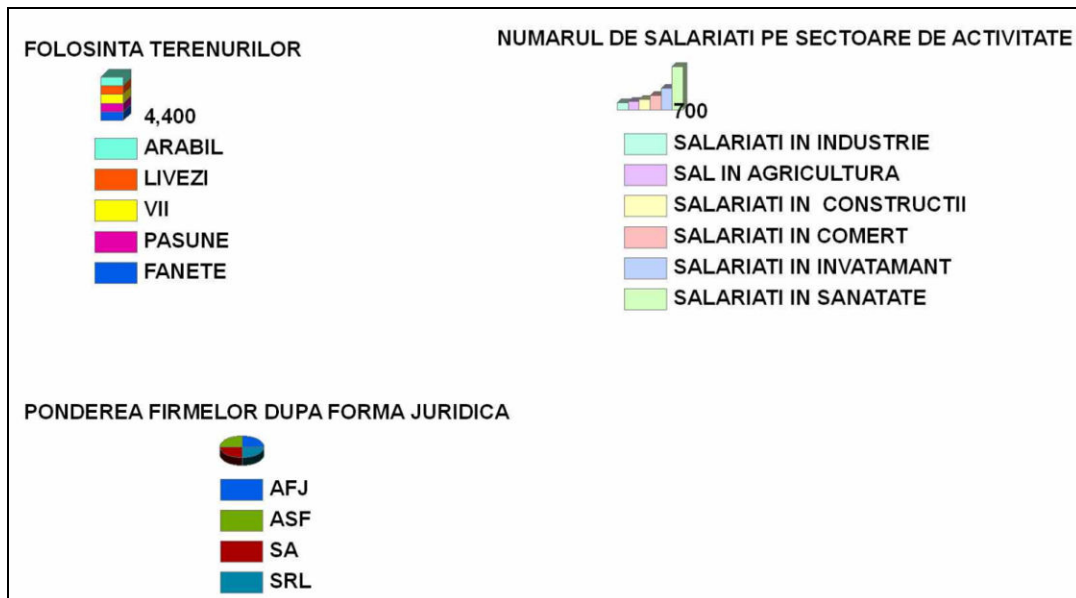 FOLOSINTA TERENURILOR
4,400
ARABIL
LIVEZI
VII
PASUNE
FANETE
NUMARUL DE SALARIATI PE SECTOARE DE ACTIVITATE
700
SALARIATI IN INDUSTRIE
SAL IN AGRICULTURA
SALARIATI IN CONSTRUCTII
SALARIATI IN COMERT
SALARIATI IN INVATAMANT
SALARIATI IN SANATATE
PONDEREA FIRMELOR DUPA FORMA JURIDICA
AFJ
ASF
SA
SRL